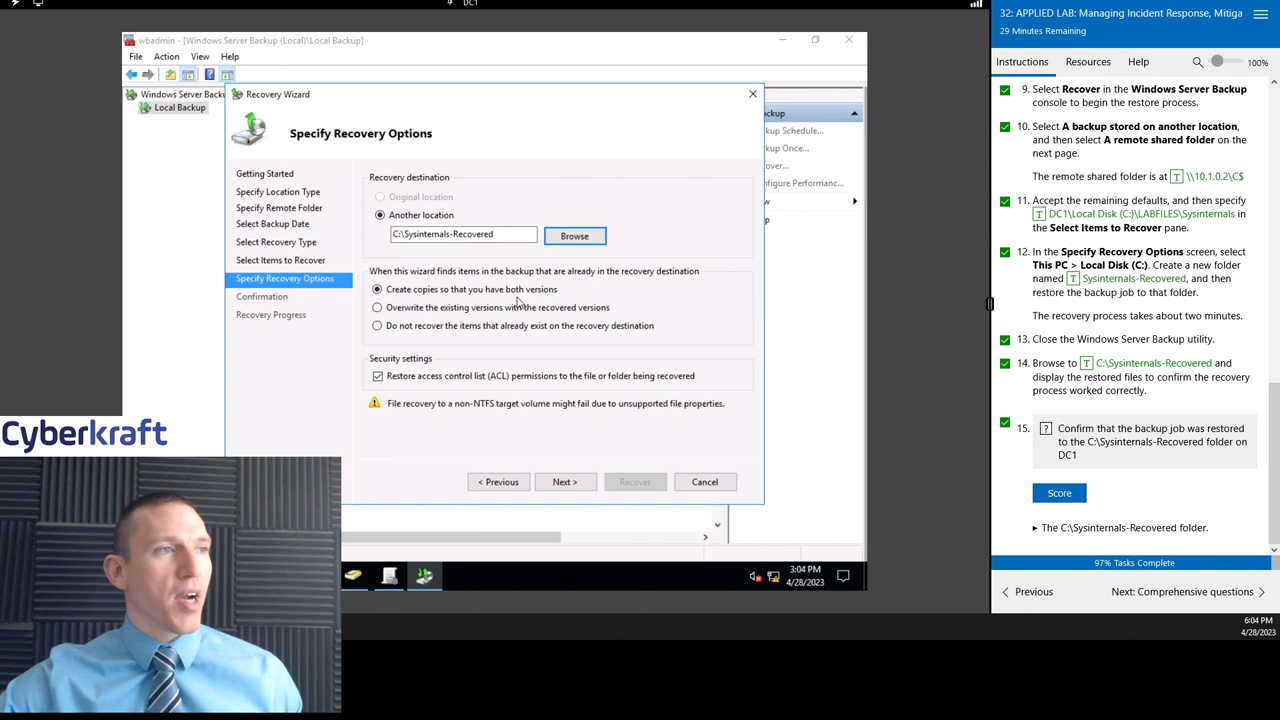 DC1
wbadmin - [Windows Server Backup (Local)\Local Backup]
File Action View Help
Windows Server Backu
Local Backup
Recovery Wizard
Specify Recovery Options
Getting Started
Specify Location Type
Specify Remote Folder
Select Backup Date
Select Recovery Type
Select Items to Recover
Specify Recovery Options
Confirmation
Recovery Progress
Recovery destination
Original location
Another location
C:\Sysinternals-Recovered
Browse
When this wizard finds items in the backup that are already in the recovery destination
Create copies so that you have both versions
Overwrite the existing versions with the recovered versions
Do not recover the items that already exist on the recovery destination
Security settings
Restore access control list (ACL) permissions to the file or folder being recovered
File recovery to a non-NTFS target volume might fail due to unsupported file properties.
< Previous
Next >
Recover
Cancel
ckup
kup Schedule...
kup Once...
over...
nfigure Performanc...
w
p
3:04 PM
4/28/2023
Cyberkraft
32: APPLIED LAB: Managing Incident Response, Mitiga
29 Minutes Remaining
Instructions Resources Help 100%
9. Select Recover in the Windows Server Backup
console to begin the restore process.
10. Select A backup stored on another location,
and then select A remote shared folder on the
next page.
The remote shared folder is at T \\10.1.0.2\C$
11. Accept the remaining defaults, and then specify
T DC1\Local Disk (C:)\LABFILES\Sysinternals in
the Select Items to Recover pane.
12. In the Specify Recovery Options screen, select
This PC > Local Disk (C:). Create a new folder
named T Sysinternals-Recovered, and then
restore the backup job to that folder.
The recovery process takes about two minutes.
13. Close the Windows Server Backup utility.
14. Browse to T C:\Sysinternals-Recovered and
display the restored files to confirm the recovery
process worked correctly.
15. ? Confirm that the backup job was restored
to the C:\Sysinternals-Recovered folder on
DC1
Score
The C:\Sysinternals-Recovered folder.
97% Tasks Complete
Previous
Next: Comprehensive questions
6:04 PM
4/28/2023